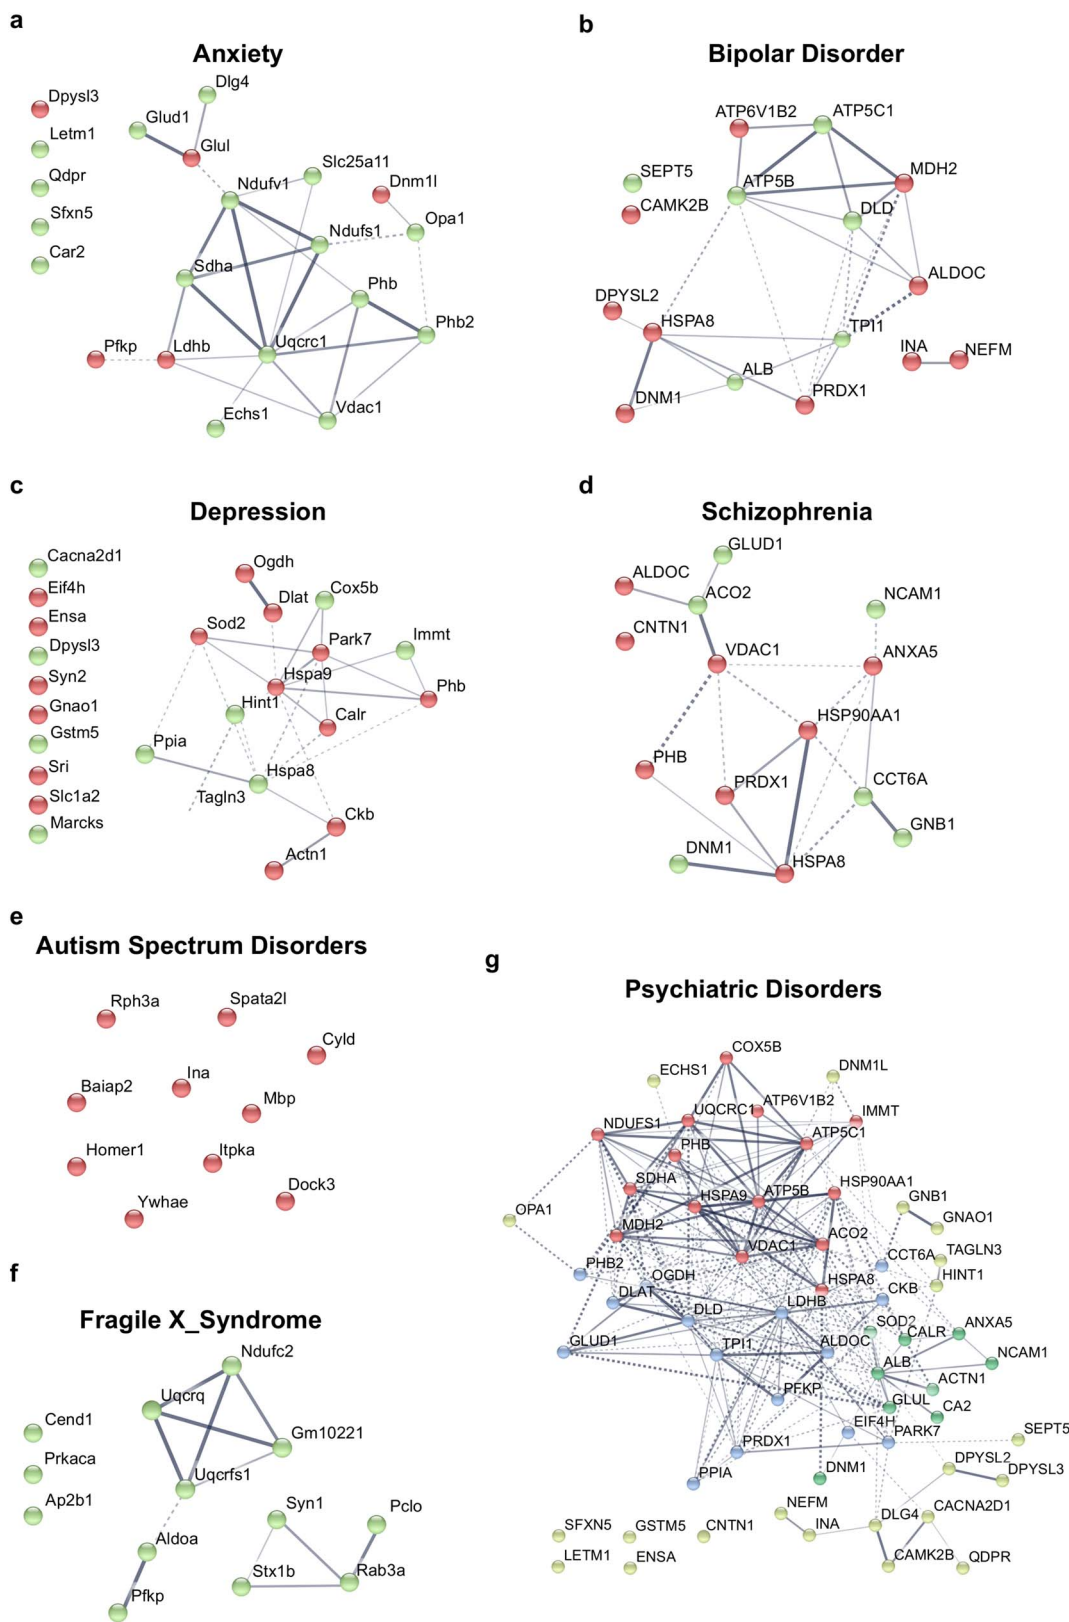 a
Anxiety
Dpysl3
Letm1
Qdpr
Sfxn5
Car2
Dlg4
Glud1
Glul
Slc25a11
Ndufv1
Dnm1l
Opa1
Ndufs1
Sdha
Phb
Phb2
Uqcrc1
Pfkp
Ldhb
Echs1
Vdac1
b
Bipolar Disorder
ATP6V1B2
ATP5C1
SEPT5
CAMK2B
ATP5B
MDH2
DLD
ALDOC
DPYSL2
HSPA8
TPI1
INA
NEFM
ALB
DNM1
PRDX1
c
Depression
Cacna2d1
Eif4h
Ensa
Dpysl3
Syn2
Gnao1
Gstm5
Sri
Slc1a2
Marcks
Ogdh
Dlat
Cox5b
Sod2
Park7
Immt
Hspa9
Phb
Hint1
Calr
Ppia
Hspa8
Tagln3
Ckb
Actn1
d
Schizophrenia
GLUD1
ALDOC
ACO2
NCAM1
CNTN1
VDAC1
ANXA5
HSP90AA1
PHB
PRDX1
CCT6A
GNB1
DNM1
HSPA8
e
Autism Spectrum Disorders
Rph3a
Spata2l
Cyld
Ina
Baiap2
Mbp
Homer1
Itpka
Dock3
Ywhae
f
Fragile X_Syndrome
Ndufc2
Uqcrq
Cend1
Gm10221
Prkaca
Uqcrfs1
Ap2b1
Syn1
Pclo
Aldoa
Stx1b
Rab3a
Pfkp
g
Psychiatric Disorders
COX5B
ECHS1
DNM1L
ATP6V1B2
UQCRC1
IMMT
NDUFS1
ATP5C1
PHB
SDHA
HSP90AA1
HSPA9
ATP5B
GNB1
OPA1
GNAO1
MDH2
ACO2
VDAC1
CCT6A
TAGLN3
PHB2
OGDH
HSPA8
HINT1
DLAT
CKB
DLD
LDHB
SOD2
CALR
ANXA5
GLUD1
TPI1
ALDOC
ALB
NCAM1
ACTN1
PFKP
GLUL
CA2
EIF4H
PARK7
SEPT5
PRDX1
PPIA
DNM1
DPYSL2
DPYSL3
NEFM
CACNA2D1
INA
DLG4
SFXN5
GSTM5
CNTN1
LETM1
ENSA
CAMK2B
QDPR